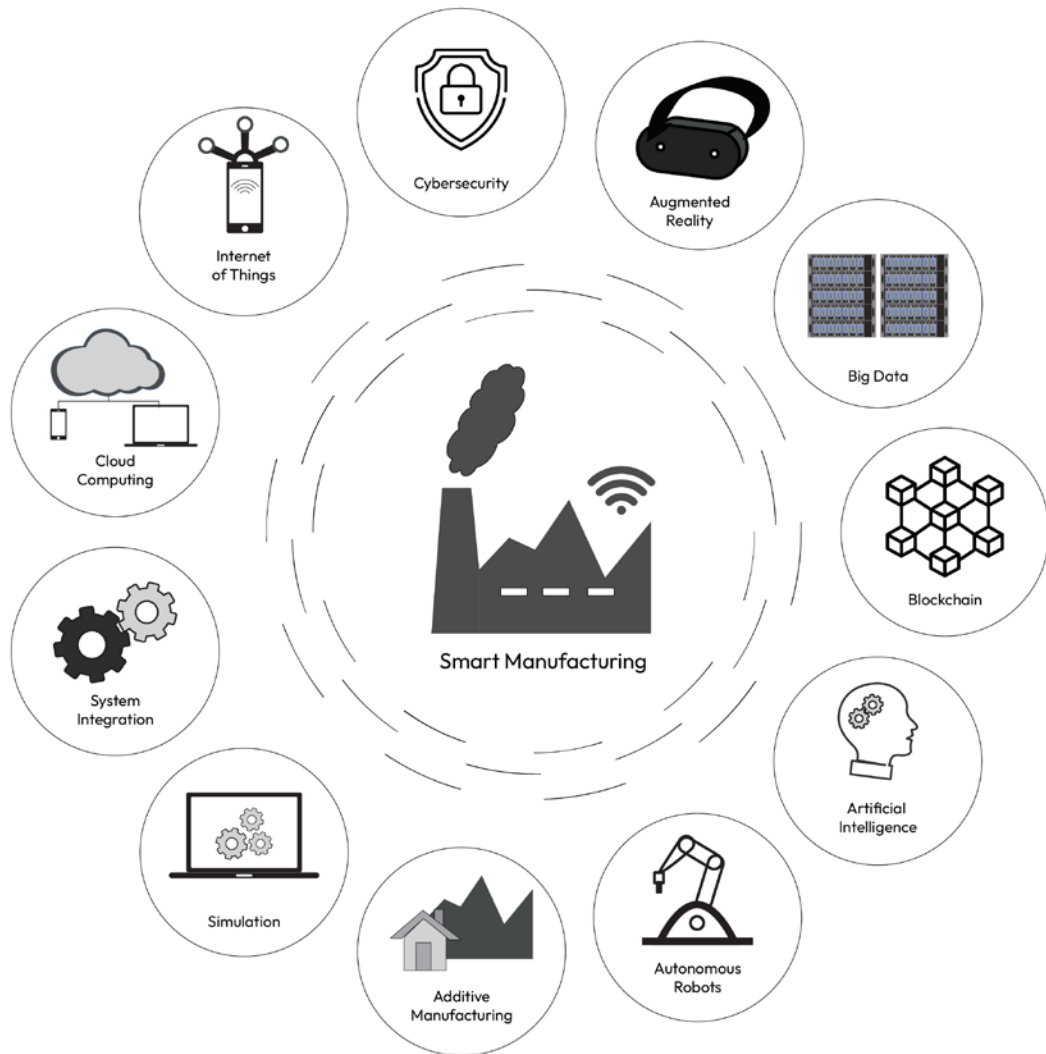 Cybersecurity
Augmented
Reality
Internet
of Things
Big Data
Cloud
Computing
Blockchain
Smart Manufacturing
System
Integration
Artificial
Intelligence
Simulation
Autonomous
Robots
Additive
Manufacturing